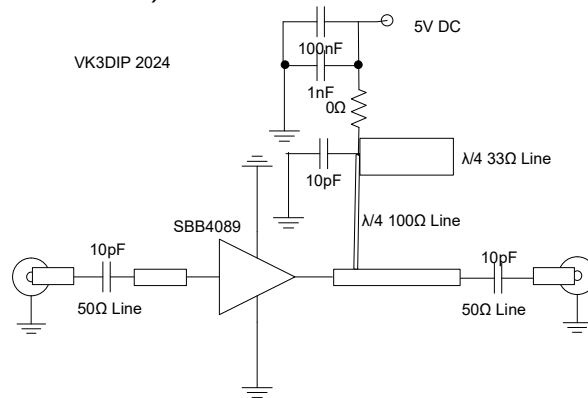 5V DC
100nF
VK3DIP 2024
1nF
0Ω
10pF
λ/4 33Ω Line
λ/4 100Ω Line
SBB4089
10pF
50Ω Line
10pF
50Ω Line